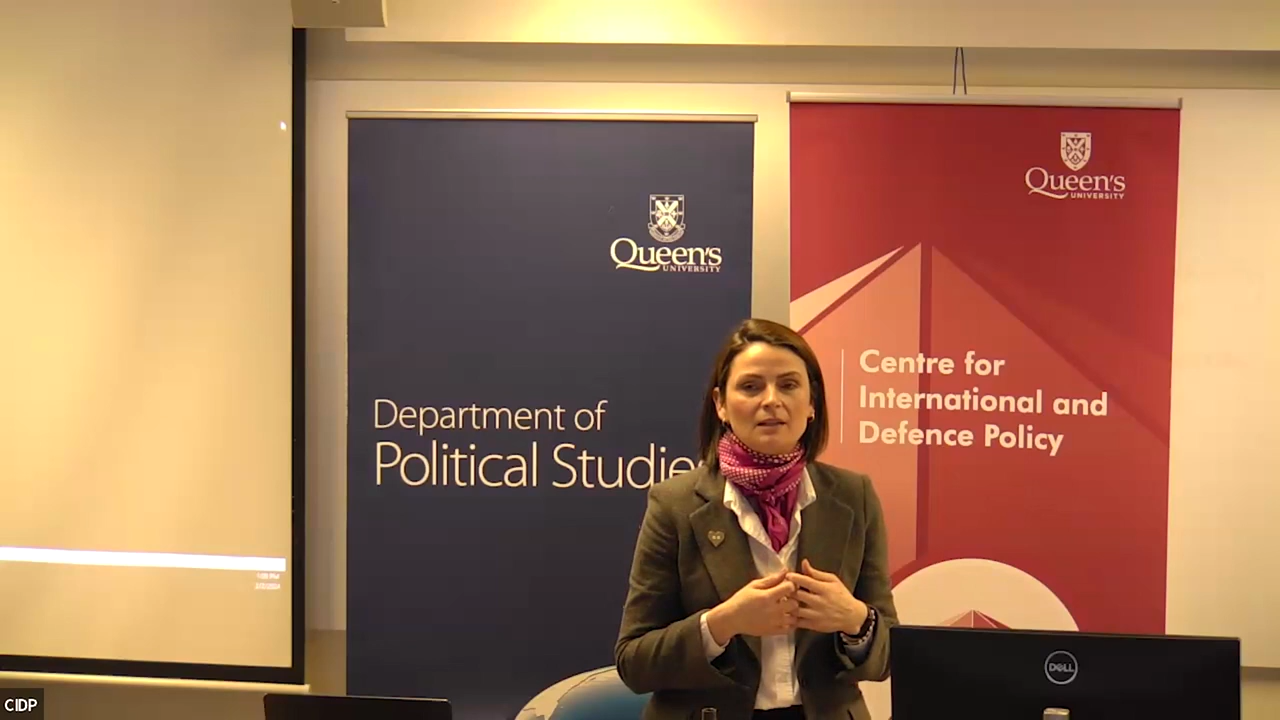 Queen's
UNIVERSITY
Department of
Political Studie
Queen's
UNIVERSITY
Centre for
International and
Defence Policy
DELL
CIDP